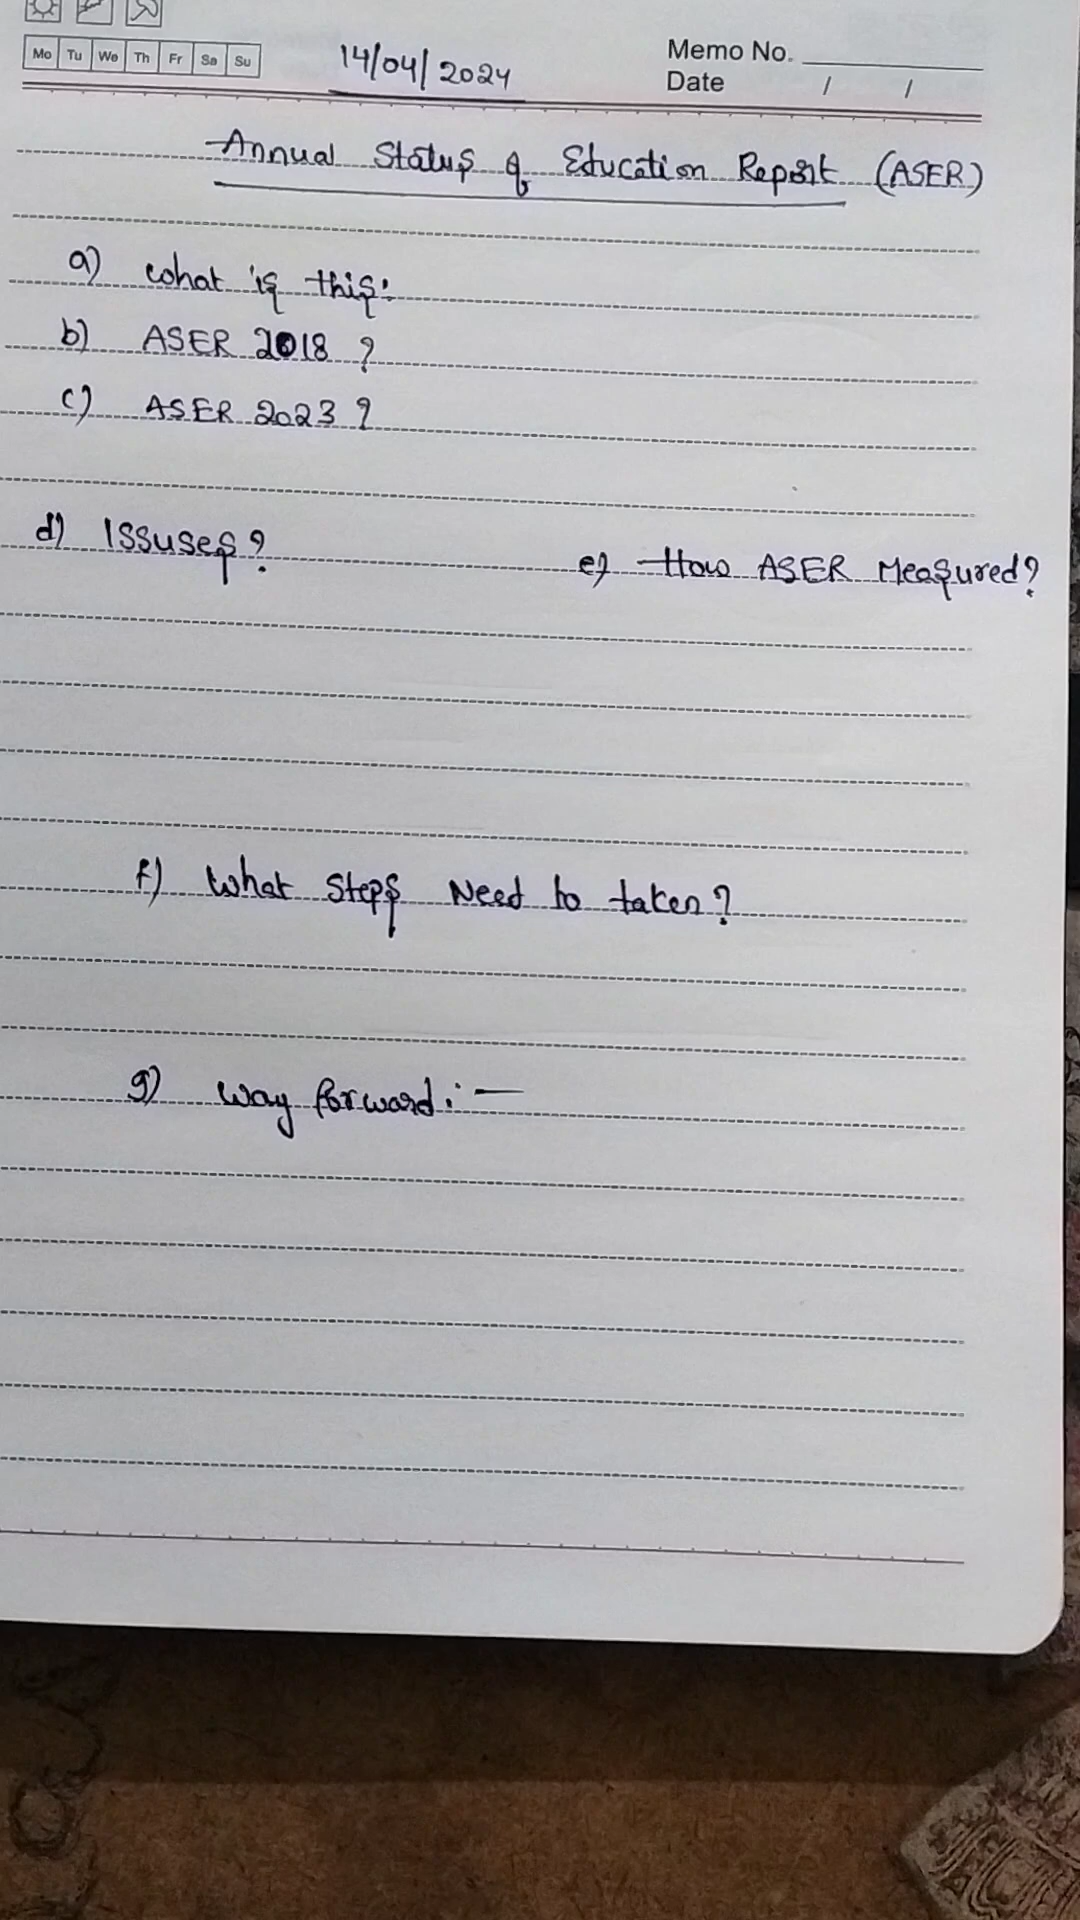 Mo Tu We Th Fr Sa Su
14/04/2024
Memo No.
Date / /
Annual Status of Education Report (ASER)
a) What is this:
b) ASER 2018 ?
c) ASER 2023 ?
d) Issuses ?
e) How ASER Measured?
f) What Steps Need to taken?
g) Way forward : —